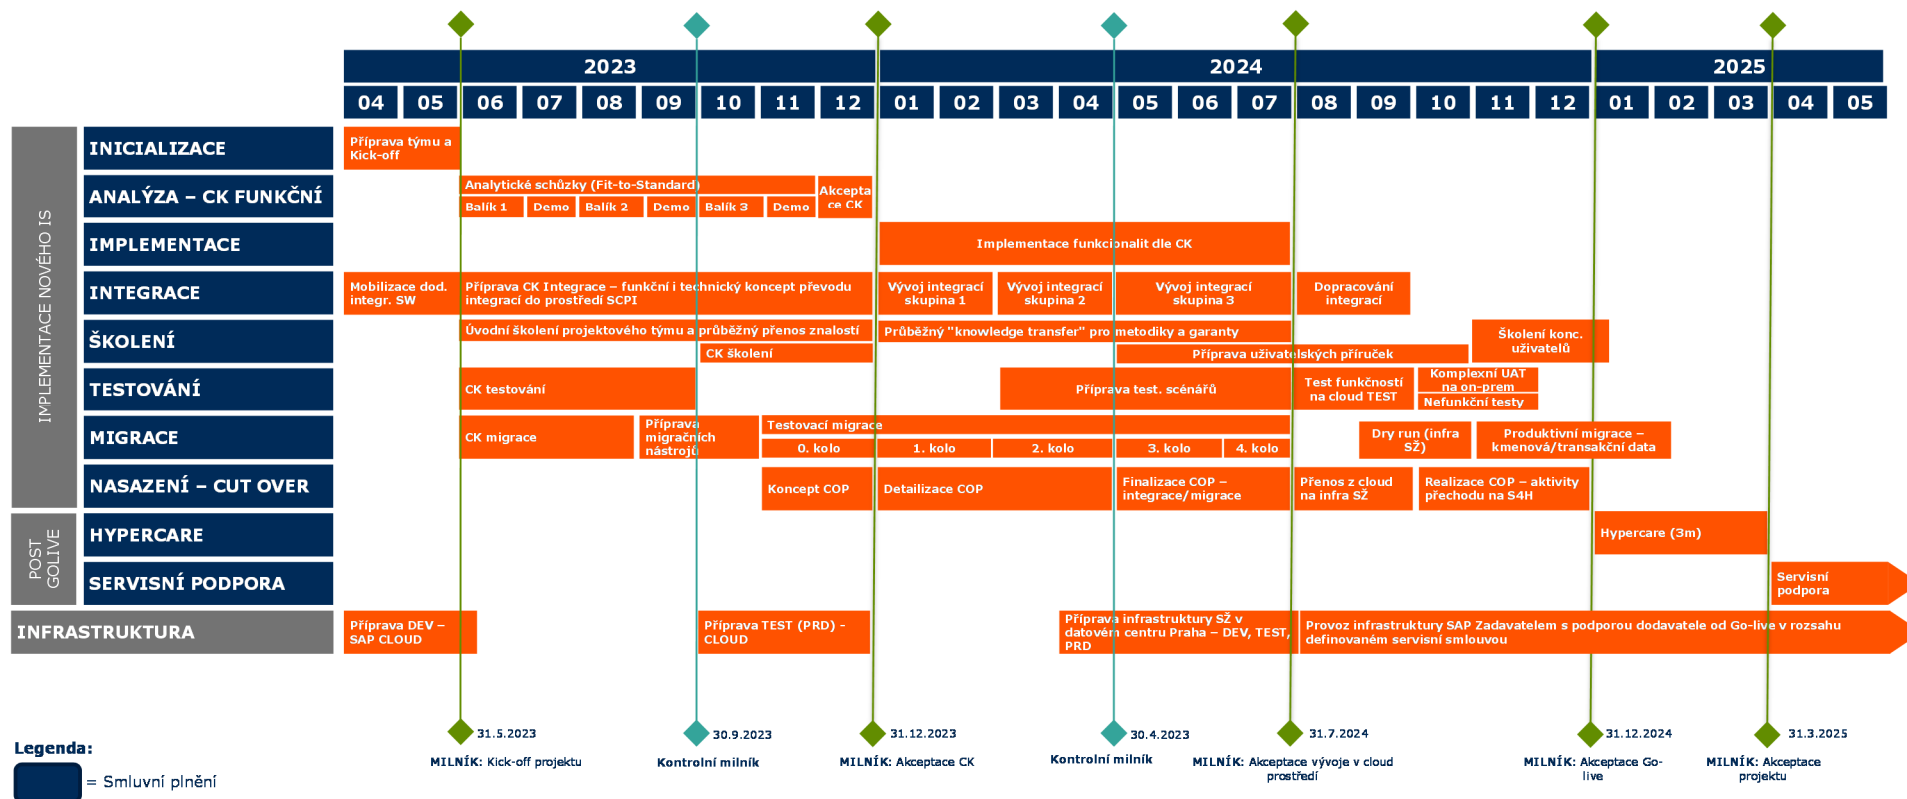 2023 2024 2025
04 05 06 07 08 09 10 11 12 01 02 03 04 05 06 07 08 09 10 11 12 01 02 03 04 05
IMPLEMENTACE NOVÉHO IS
INICIALIZACE
Příprava týmu a
Kick-off
ANALÝZA – CK FUNKČNÍ
Analytické schůzky (Fit-to-Standard)
Balík 1 Demo Balík 2 Demo Balík 3 Demo
Akcepta
ce CK
IMPLEMENTACE
Implementace funkcionalit dle CK
INTEGRACE
Mobilizace dod.
integr. SW
Příprava CK Integrace – funkční i technický koncept převodu
integrací do prostředí SCPI
Vývoj integrací
skupina 1
Vývoj integrací
skupina 2
Vývoj integrací
skupina 3
Dopracování
integrací
ŠKOLENÍ
Úvodní školení projektového týmu a průběžný přenos znalostí
CK školení
Průběžný "knowledge transfer" pro metodiky a garanty
Příprava uživatelských příruček
Školení konc.
uživatelů
TESTOVÁNÍ
CK testování
Příprava test. scénářů
Test funkčností
na cloud TEST
Komplexní UAT
na on-prem
Nefunkční testy
MIGRACE
CK migrace
Příprava
migračních
nástrojů
Testovací migrace
0. kolo 1. kolo 2. kolo 3. kolo 4. kolo
Dry run (infra
SŽ)
Produktivní migrace –
kmenová/transakční data
NASAZENÍ – CUT OVER
Koncept COP
Detailizace COP
Finalizace COP –
integrace/migrace
Přenos z cloud
na infra SŽ
Realizace COP – aktivity
přechodu na S4H
POST
GOLIVE
HYPERCARE
Hypercare (3m)
SERVISNÍ PODPORA
Servisní
podpora
INFRASTRUKTURA
Příprava DEV –
SAP CLOUD
Příprava TEST (PRD) -
CLOUD
Příprava infrastruktury SŽ v
datovém centru Praha – DEV, TEST,
PRD
Provoz infrastruktury SAP Zadavatelem s podporou dodavatele od Go-live v rozsahu
definovaném servisní smlouvou
31.5.2023
MILNÍK: Kick-off projektu
30.9.2023
Kontrolní milník
31.12.2023
MILNÍK: Akceptace CK
30.4.2023
Kontrolní milník
31.7.2024
MILNÍK: Akceptace vývoje v cloud
prostředí
31.12.2024
MILNÍK: Akceptace Go-
live
31.3.2025
MILNÍK: Akceptace
projektu
Legenda:
= Smluvní plnění